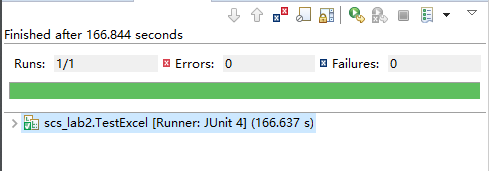 Finished after 166.844 seconds
Runs: 1/1 Errors: 0 Failures: 0
scs_lab2.TestExcel [Runner: JUnit 4] (166.637 s)